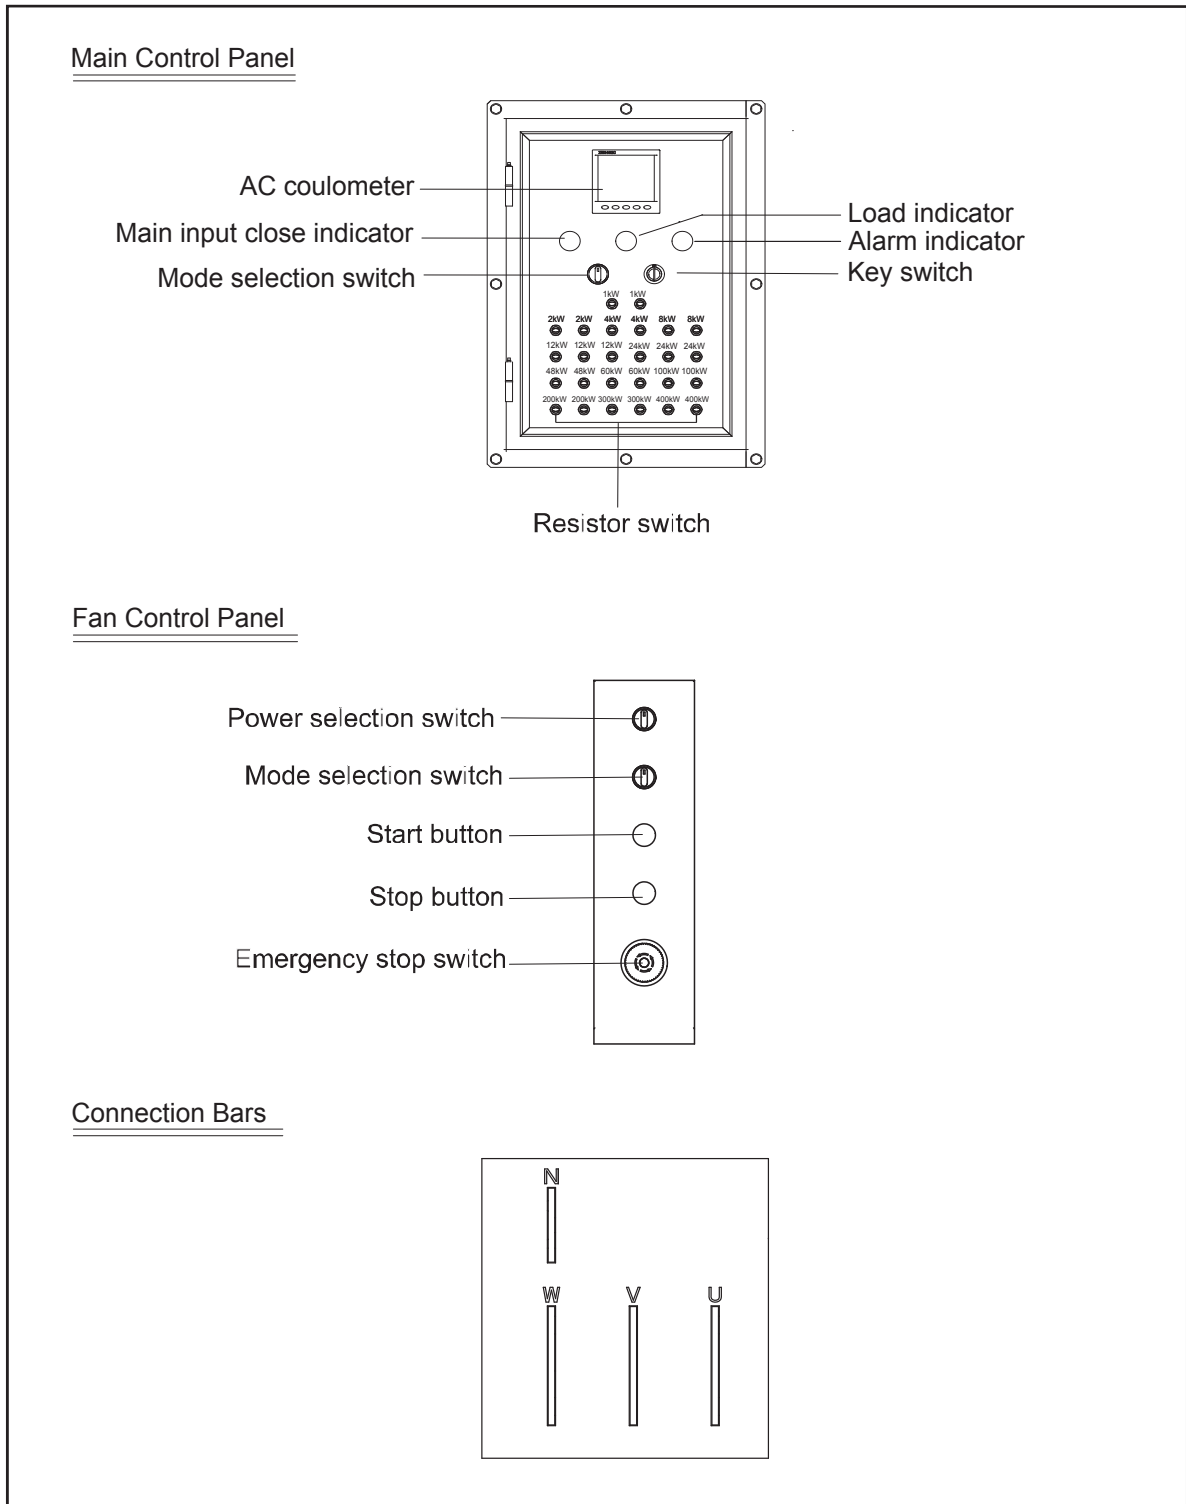 Main Control Panel
AC coulometer
Main input close indicator
Mode selection switch
Load indicator
Alarm indicator
Key switch
1kW 1kW
2kW 2kW 4kW 4kW 8kW 8kW
12kW 12kW 12kW 24kW 24kW 24kW
48kW 48kW 60kW 60kW 100kW 100kW
200kW 200kW 300kW 300kW 400kW 400kW
Resistor switch
Fan Control Panel
Power selection switch
Mode selection switch
Start button
Stop button
Emergency stop switch
Connection Bars
N
W V U